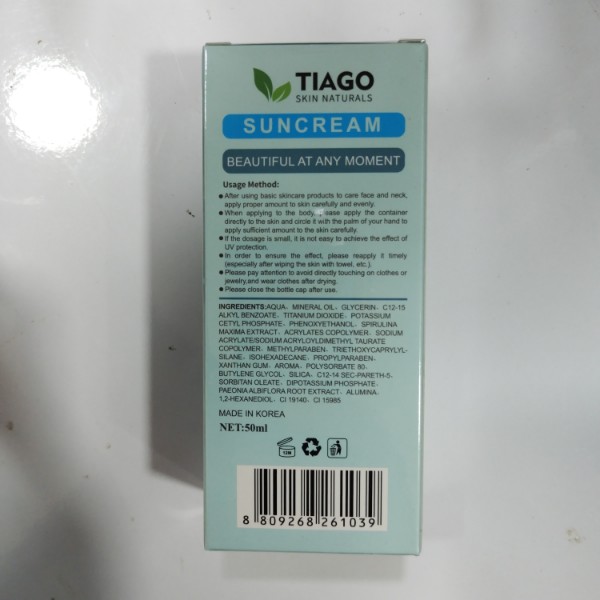 TIAGO
SKIN NATURALS
SUNCREAM
BEAUTIFUL AT ANY MOMENT
Usage Method:
● After using basic skincare products to care face and neck,
apply proper amount to skin carefully and evenly.
● When applying to the body, please apply the container
directly to the skin and circle it with the palm of your hand to
apply sufficient amount to the skin carefully.
● If the dosage is small, it is not easy to achieve the effect of
UV protection.
● In order to ensure the effect, please reapply it timely
(especially after wiping the skin with towel, etc.).
● Please pay attention to avoid directly touching on clothes or
jewelry,and wear clothes after drying.
● Please close the bottle cap after use.
INGREDIENTS:AQUA、MINERAL OIL、GLYCERIN、C12-15
ALKYL BENZOATE、TITANIUM DIOXIDE、POTASSIUM
CETYL PHOSPHATE、PHENOXYETHANOL、SPIRULINA
MAXIMA EXTRACT、ACRYLATES COPOLYMER、SODIUM
ACRYLATE/SODIUM ACRYLOYLDIMETHYL TAURATE
COPOLYMER、METHYLPARABEN、TRIETHOXYCAPRYLYL-
SILANE、ISOHEXADECANE、PROPYLPARABEN、
XANTHAN GUM、AROMA、POLYSORBATE 80、
BUTYLENE GLYCOL、SILICA、C12-14 SEC-PARETH-5、
SORBITAN OLEATE、DIPOTASSIUM PHOSPHATE、
PAEONIA ALBIFLORA ROOT EXTRACT、ALUMINA、
1,2-HEXANEDIOL、CI 19140、CI 15985
MADE IN KOREA
NET:50ml
12M
8 809268 261039